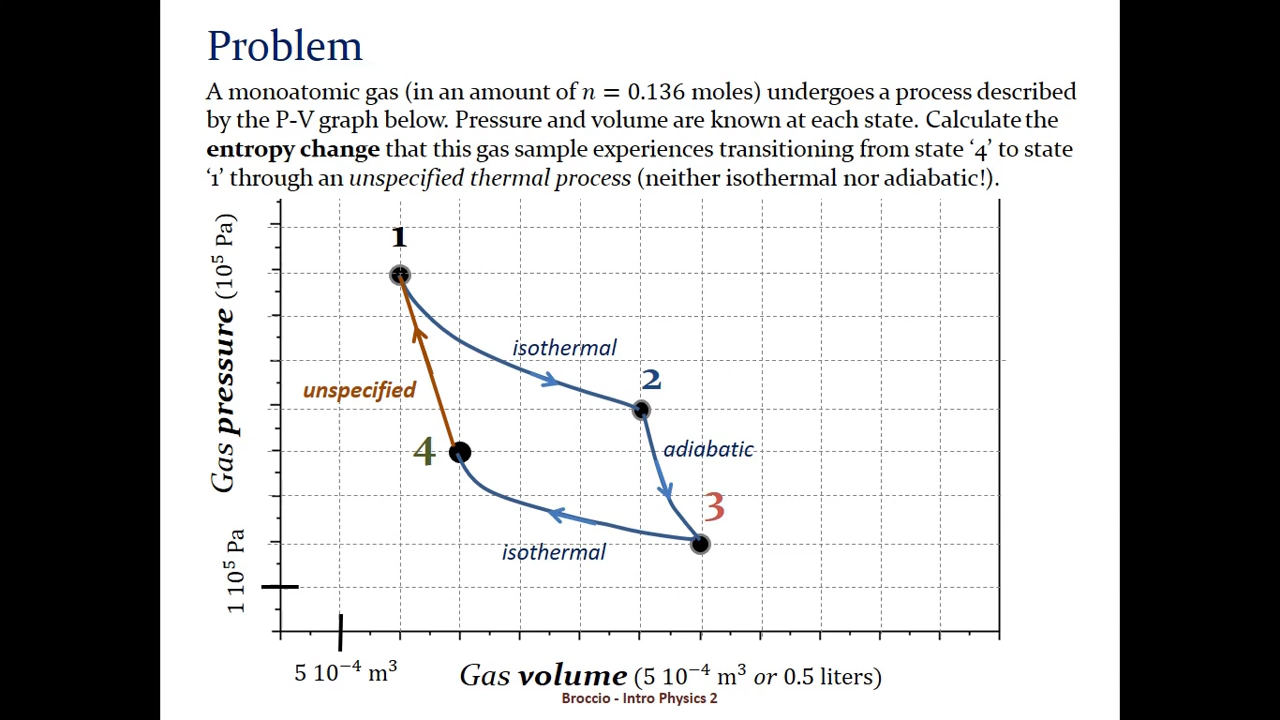 Problem
A monoatomic gas (in an amount of n = 0.136 moles) undergoes a process described
by the P-V graph below. Pressure and volume are known at each state. Calculate the
entropy change that this gas sample experiences transitioning from state ‘4’ to state
‘1’ through an unspecified thermal process (neither isothermal nor adiabatic!).
Gas pressure (10⁵ Pa)
1
isothermal
2
unspecified
4
adiabatic
3
isothermal
1 10⁵ Pa
5 10⁻⁴ m³
Gas volume (5 10⁻⁴ m³ or 0.5 liters)
Broccio - Intro Physics 2